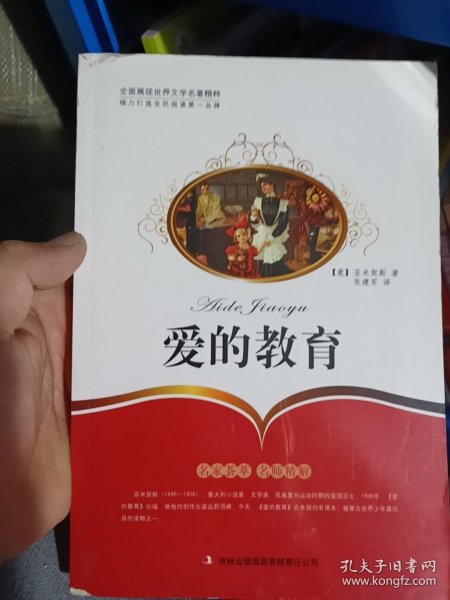 全面展现世界文学名著精粹
倾力打造全民阅读第一品牌
【意】亚米契斯 著
张建军 译
Aide Jiaoyu
爱的教育
名家荟萃 名师精解
亚米契斯（1846—1908），意大利小说家、文学家，民族复兴运动时期的爱国志士。1886年，《爱
的教育》出版，使他的创作生涯达到顶峰。今天，《爱的教育》在各国均有译本，被誉为世界少年最优
良的读物之一。
吉林出版集团有限责任公司
孔夫子旧书网
www.kongfz.com